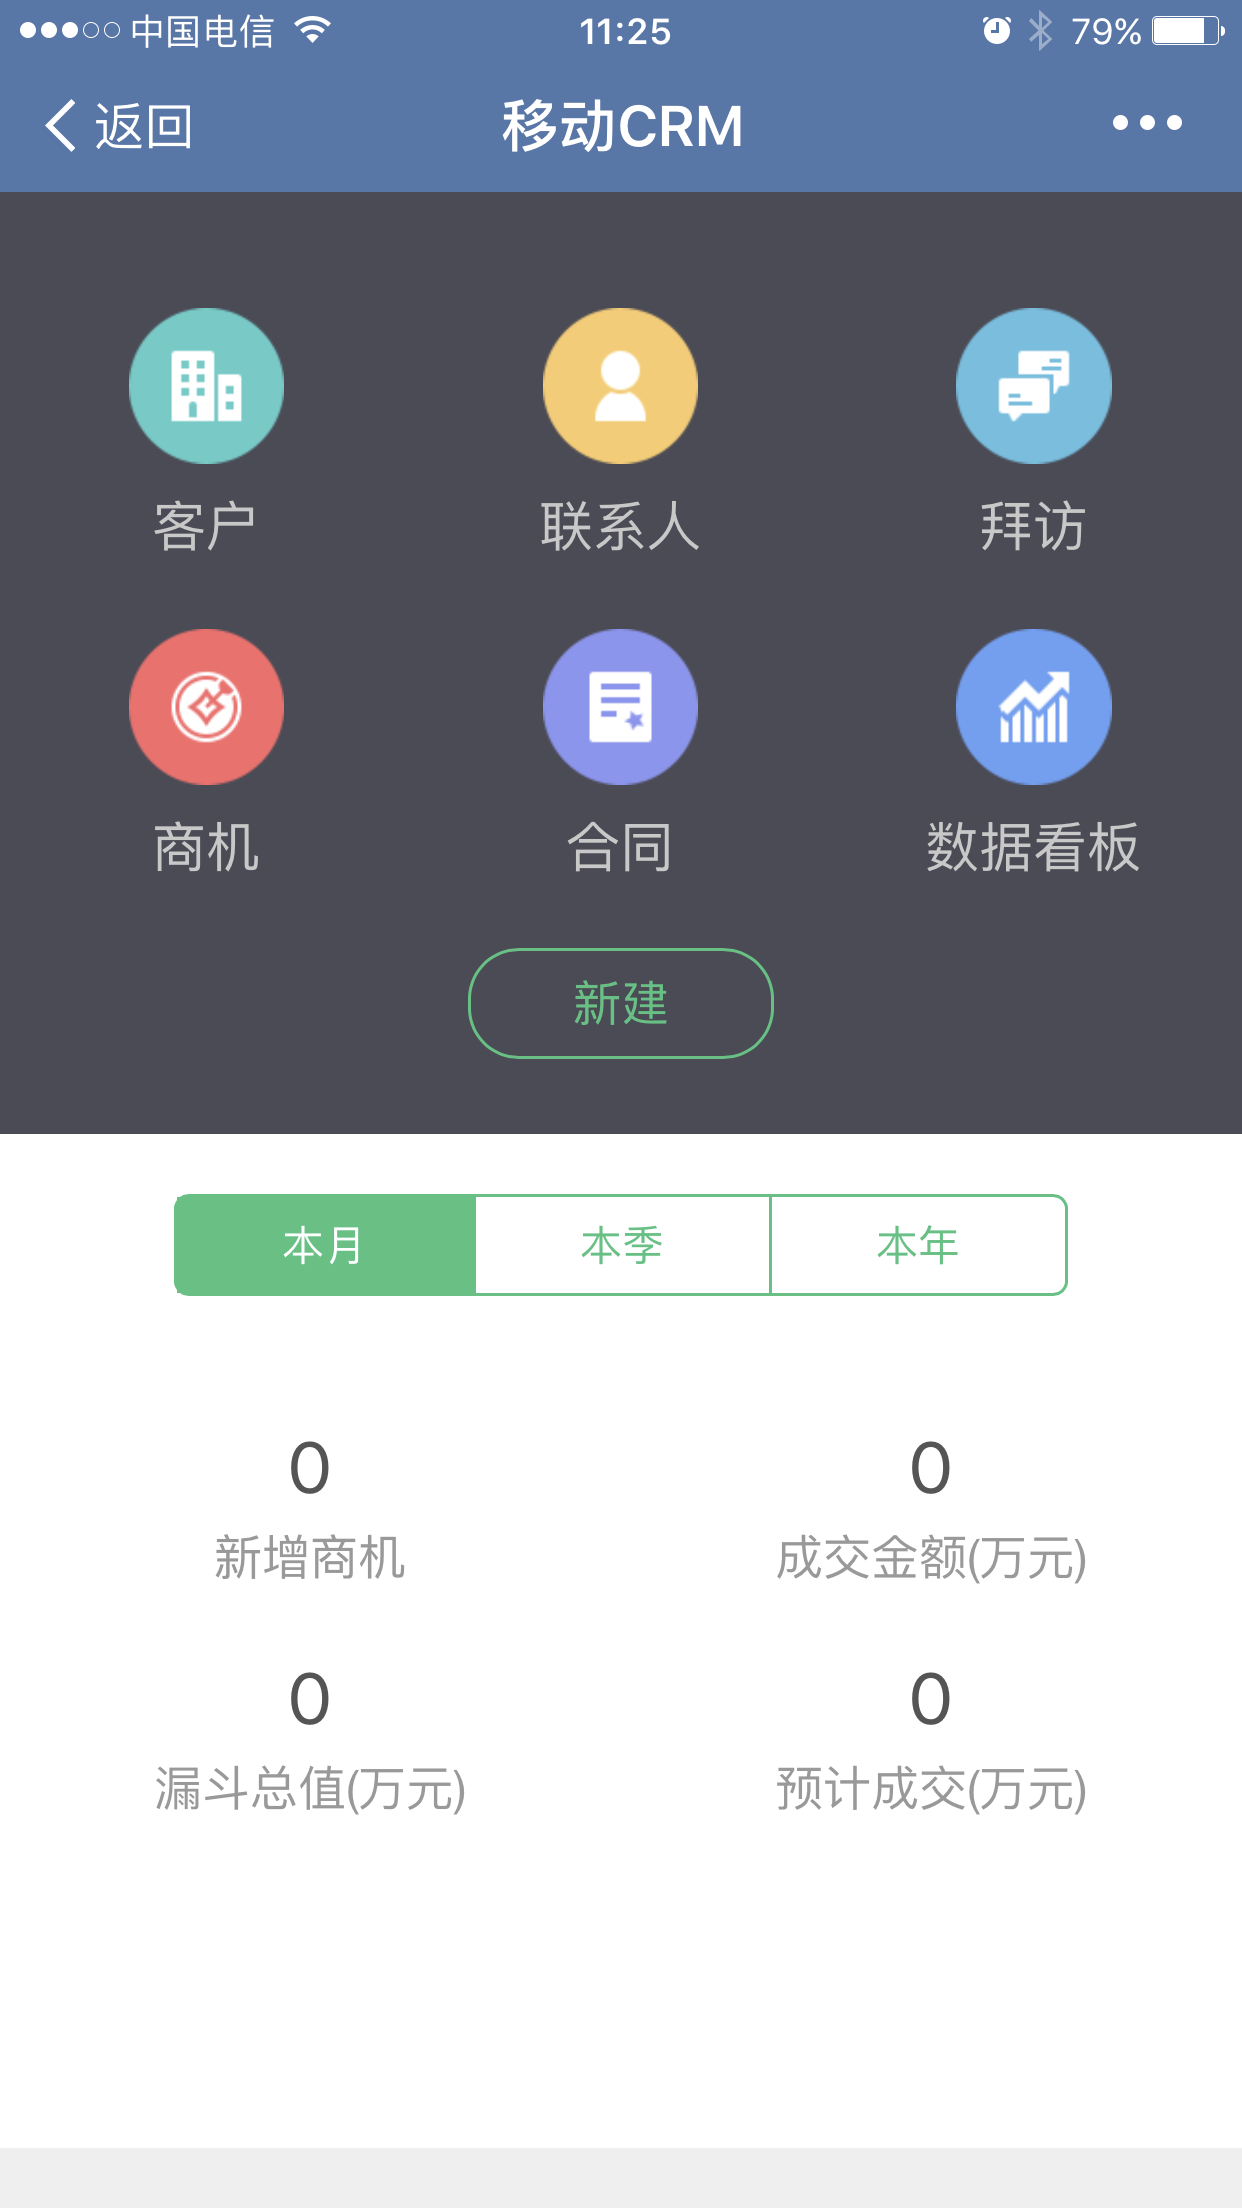 中国电信 11:25 79%
返回 移动CRM
客户 联系人 拜访
商机 合同 数据看板
新建
本月 本季 本年
0 0
新增商机 成交金额(万元)
0 0
漏斗总值(万元) 预计成交(万元)